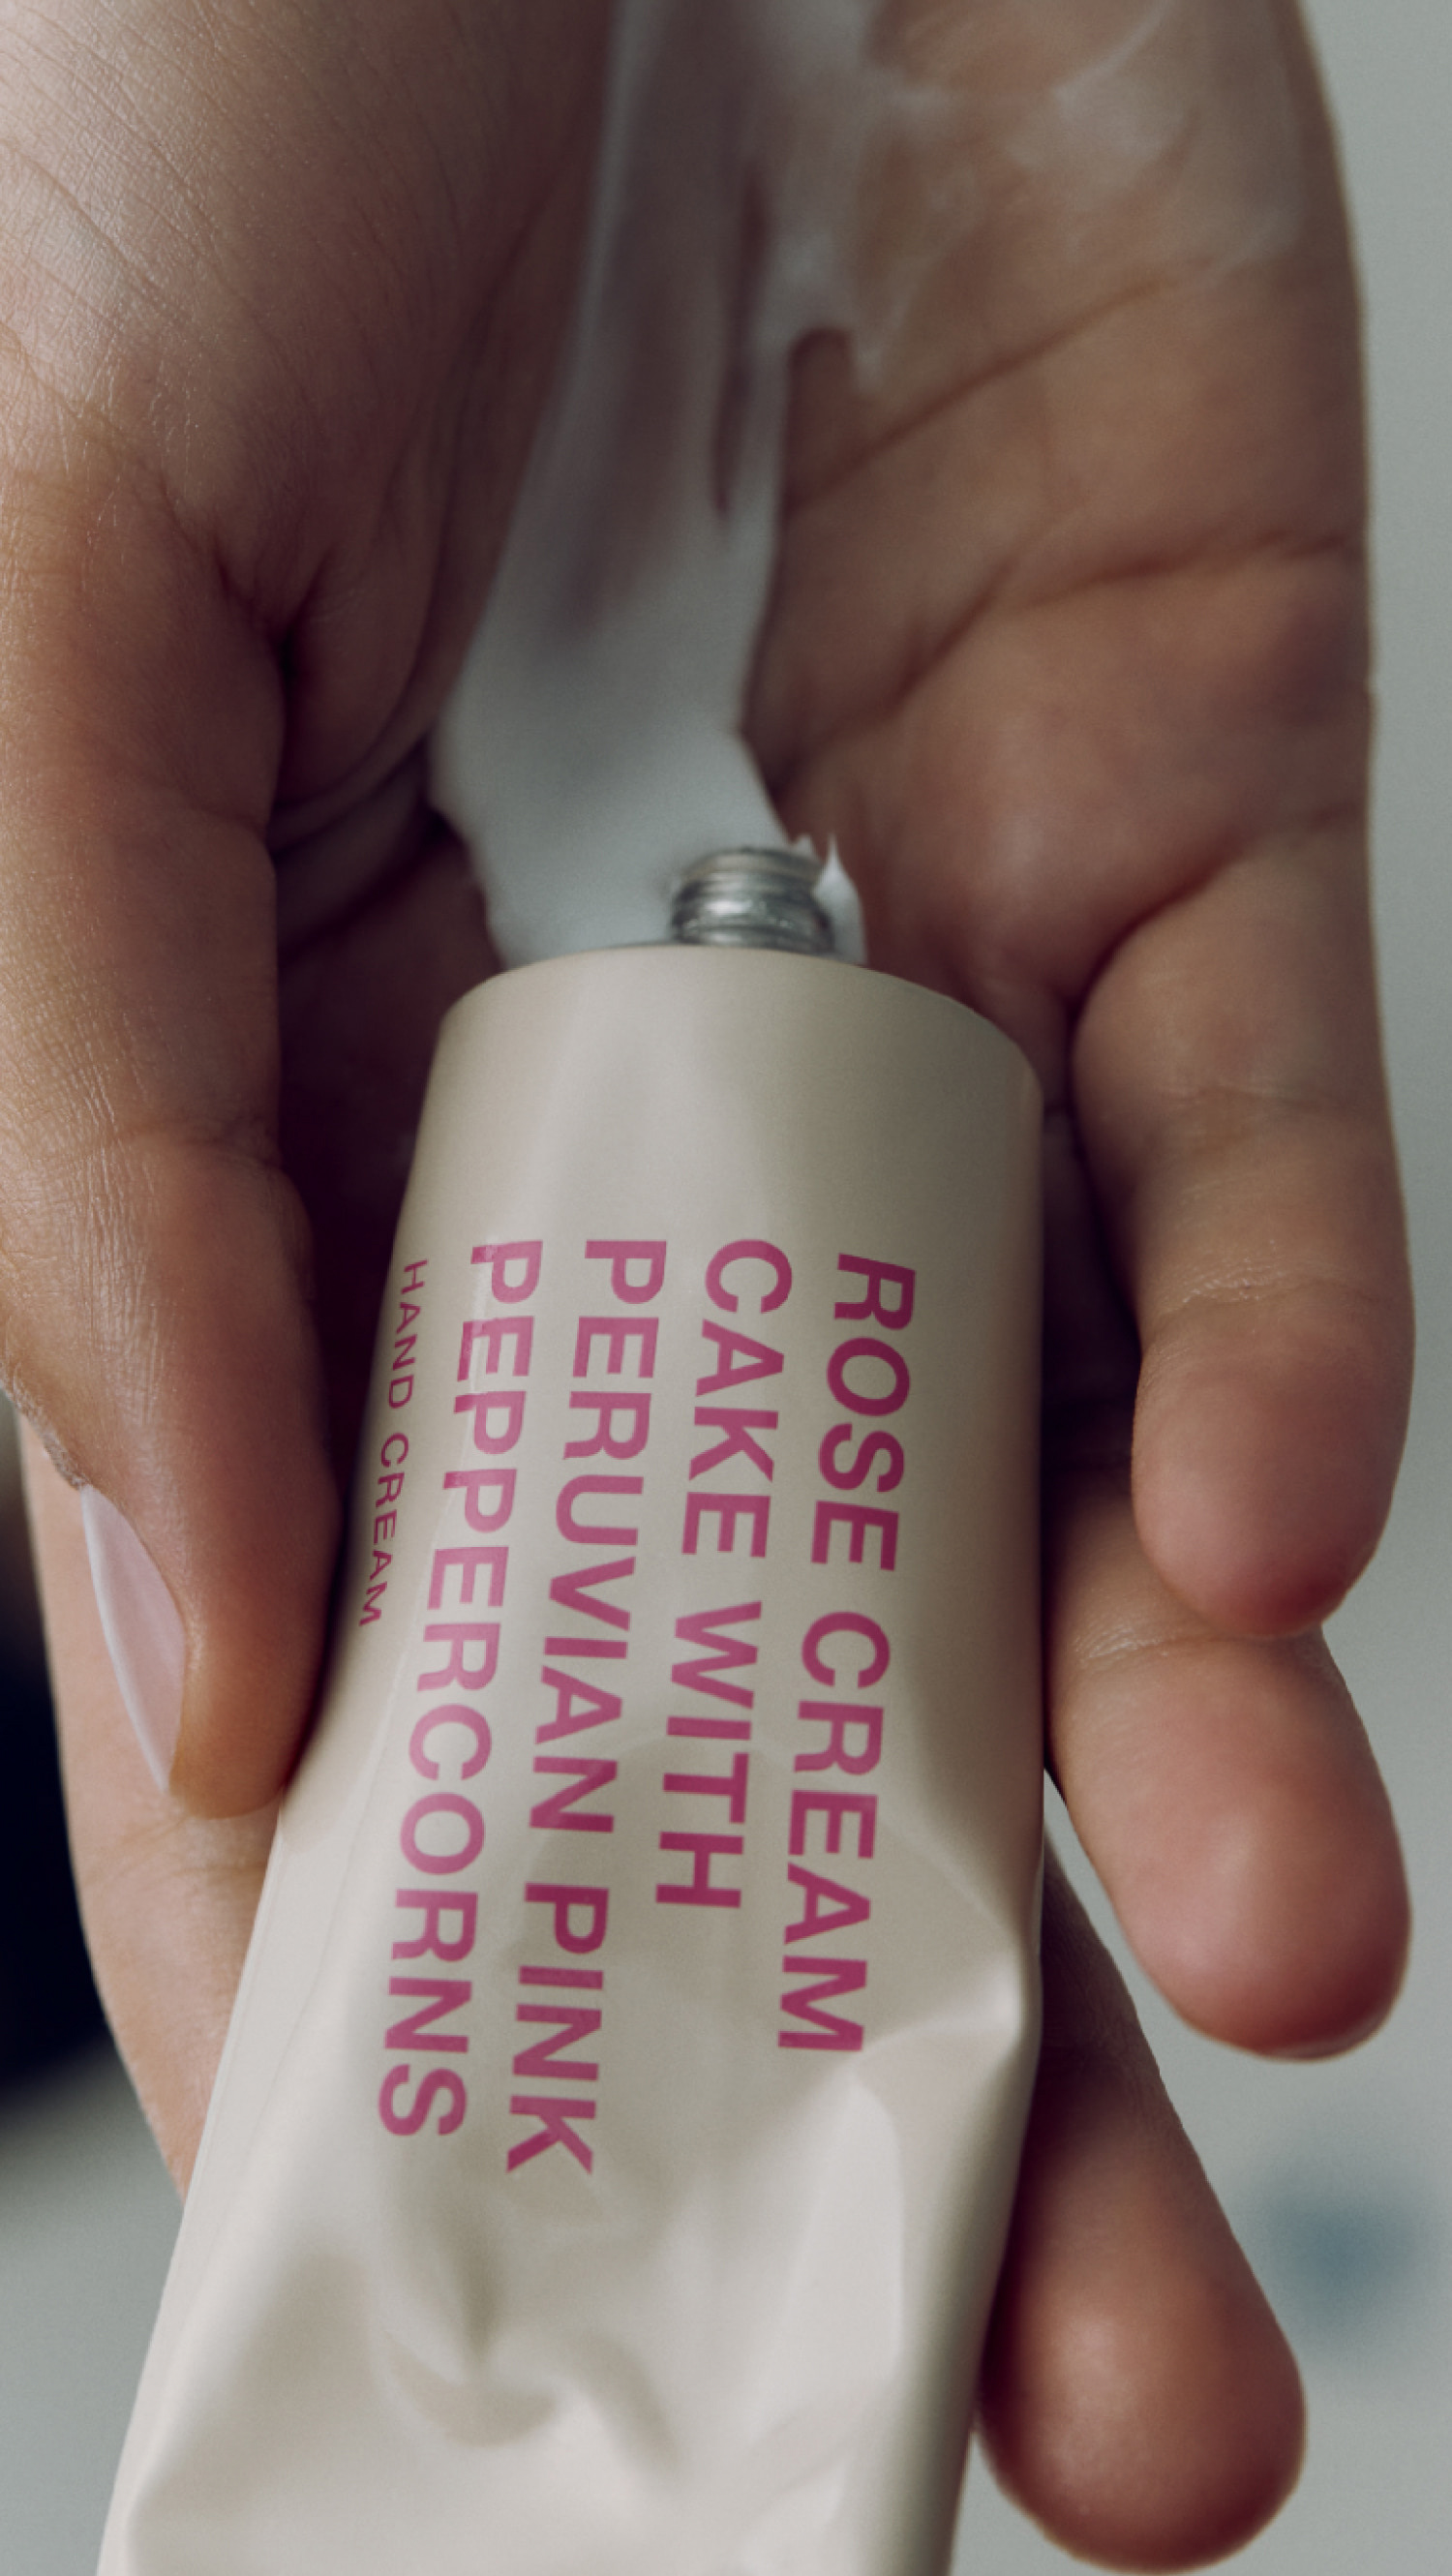 ROSE CREAM
CAKE WITH
PERUVIAN PINK
PEPPERCORNS
HAND CREAM